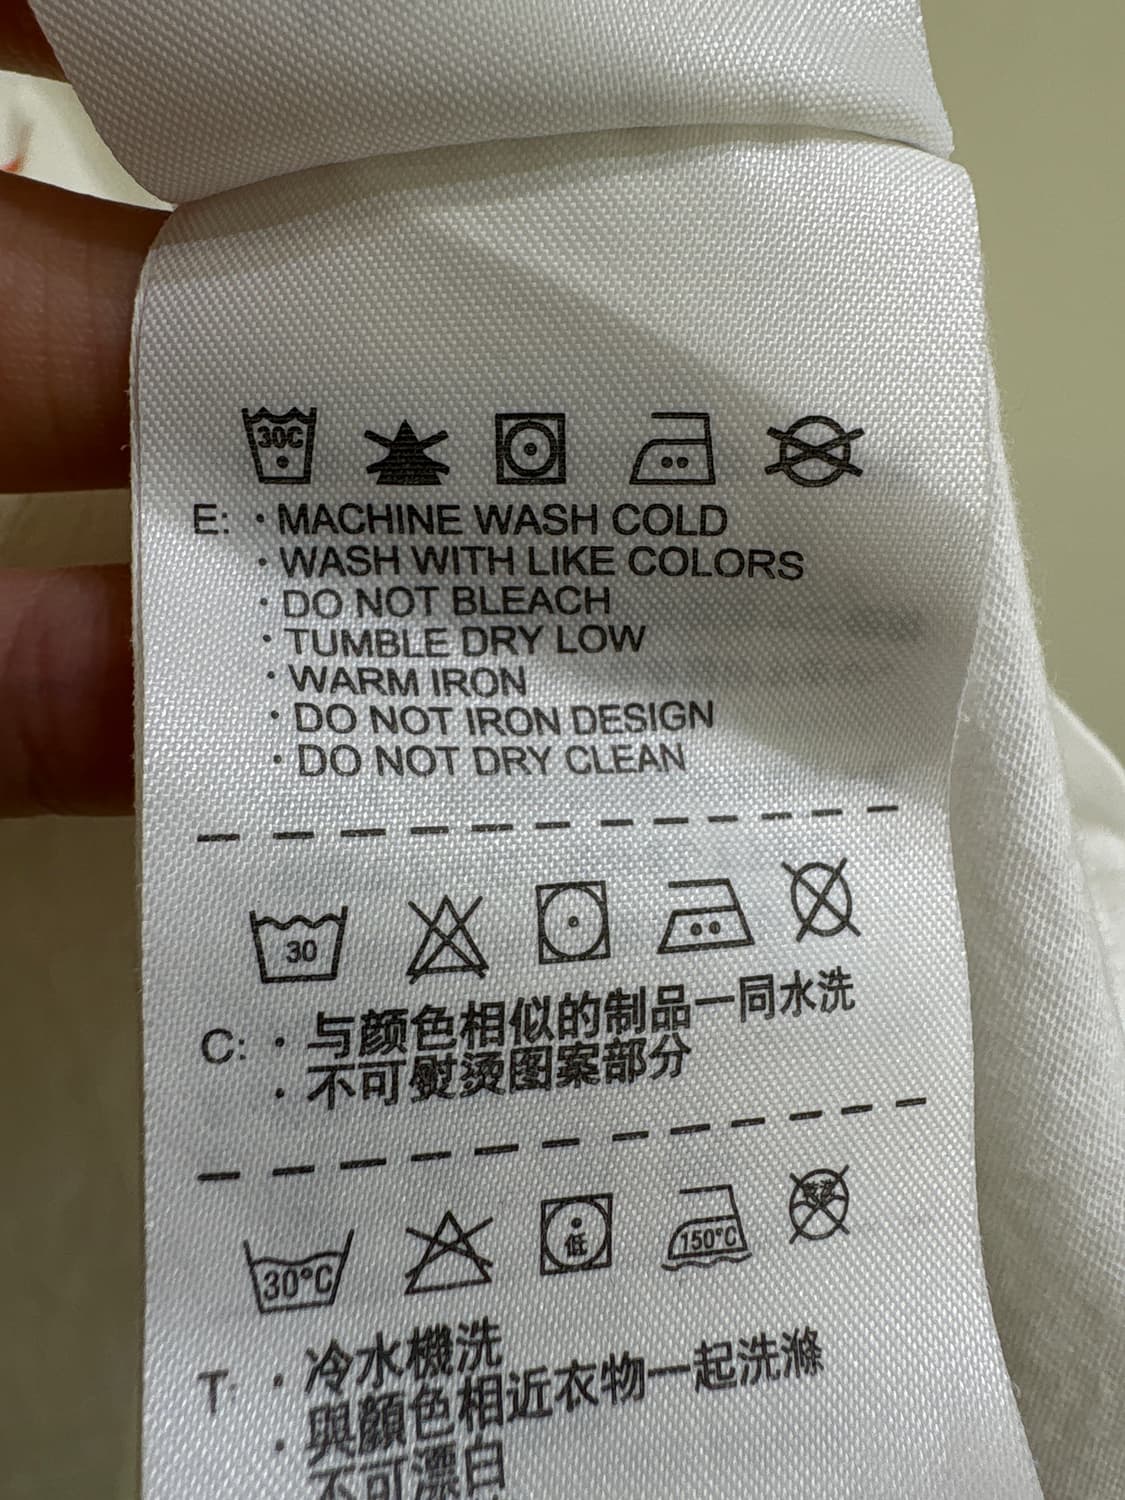 30C
E: · MACHINE WASH COLD
· WASH WITH LIKE COLORS
· DO NOT BLEACH
· TUMBLE DRY LOW
· WARM IRON
· DO NOT IRON DESIGN
· DO NOT DRY CLEAN
30
C: · 与颜色相似的制品一同水洗
· 不可熨烫图案部分
30°C 低 150°C
T: · 冷水機洗
· 與顏色相近衣物一起洗滌
不可漂白